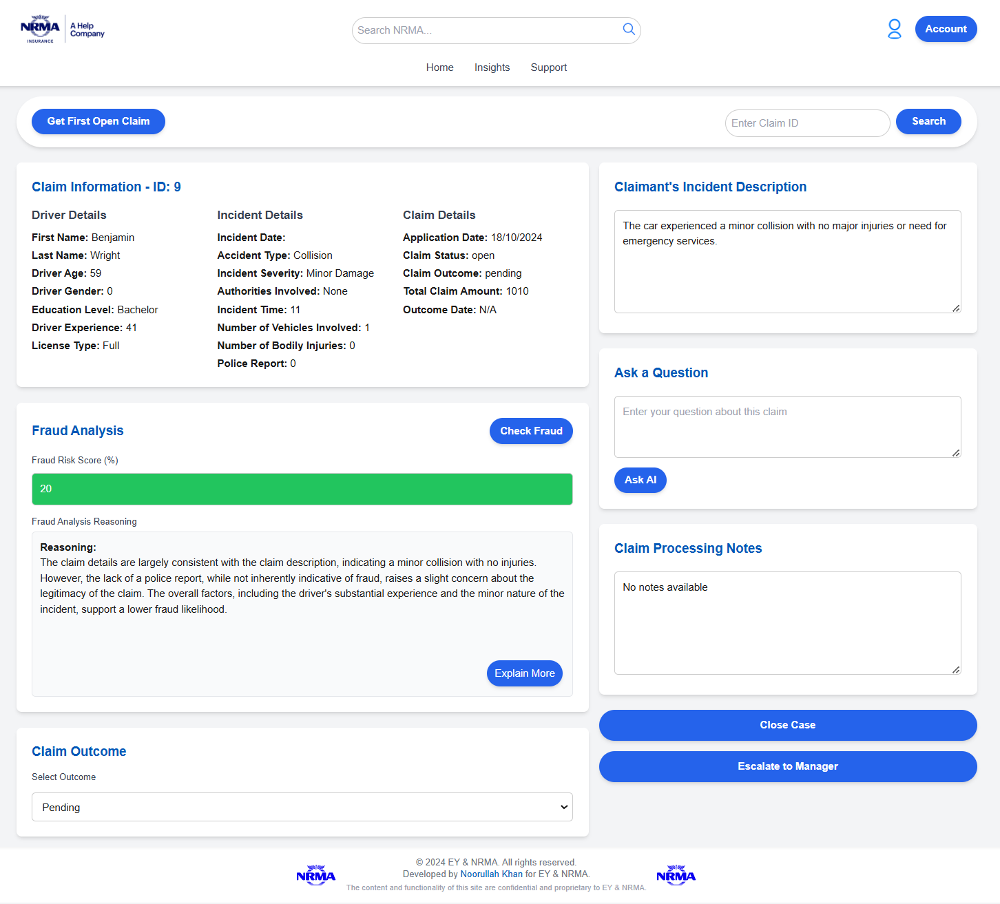 NRMA
INSURANCE
A Help
Company
Search NRMA...
Account
Home
Insights
Support
Get First Open Claim
Enter Claim ID
Search
Claim Information - ID: 9
Driver Details
First Name: Benjamin
Last Name: Wright
Driver Age: 59
Driver Gender: 0
Education Level: Bachelor
Driver Experience: 41
License Type: Full
Incident Details
Incident Date:
Accident Type: Collision
Incident Severity: Minor Damage
Authorities Involved: None
Incident Time: 11
Number of Vehicles Involved: 1
Number of Bodily Injuries: 0
Police Report: 0
Claim Details
Application Date: 18/10/2024
Claim Status: open
Claim Outcome: pending
Total Claim Amount: 1010
Outcome Date: N/A
Fraud Analysis
Check Fraud
Fraud Risk Score (%)
20
Fraud Analysis Reasoning
Reasoning:
The claim details are largely consistent with the claim description, indicating a minor collision with no injuries.
However, the lack of a police report, while not inherently indicative of fraud, raises a slight concern about the
legitimacy of the claim. The overall factors, including the driver's substantial experience and the minor nature of the
incident, support a lower fraud likelihood.
Explain More
Claim Outcome
Select Outcome
Pending
Claimant's Incident Description
The car experienced a minor collision with no major injuries or need for
emergency services.
Ask a Question
Enter your question about this claim
Ask AI
Claim Processing Notes
No notes available
Close Case
Escalate to Manager
NRMA
© 2024 EY & NRMA. All rights reserved.
Developed by Noorullah Khan for EY & NRMA.
The content and functionality of this site are confidential and proprietary to EY & NRMA.
NRMA